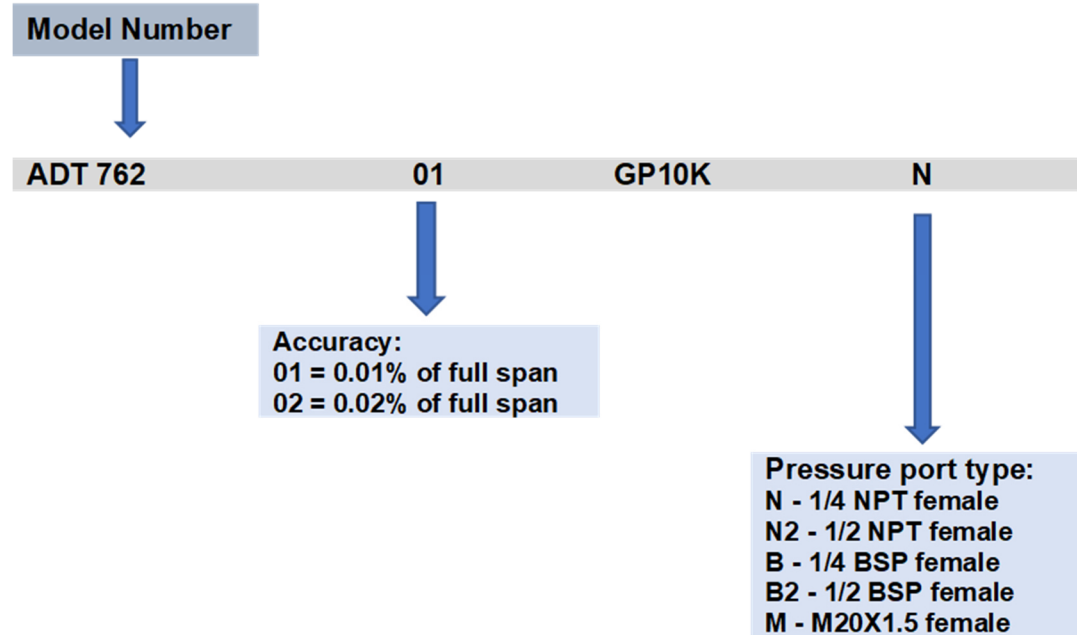 Model Number
ADT 762 01 GP10K N
Accuracy:
01 = 0.01% of full span
02 = 0.02% of full span
Pressure port type:
N - 1/4 NPT female
N2 - 1/2 NPT female
B - 1/4 BSP female
B2 - 1/2 BSP female
M - M20X1.5 female